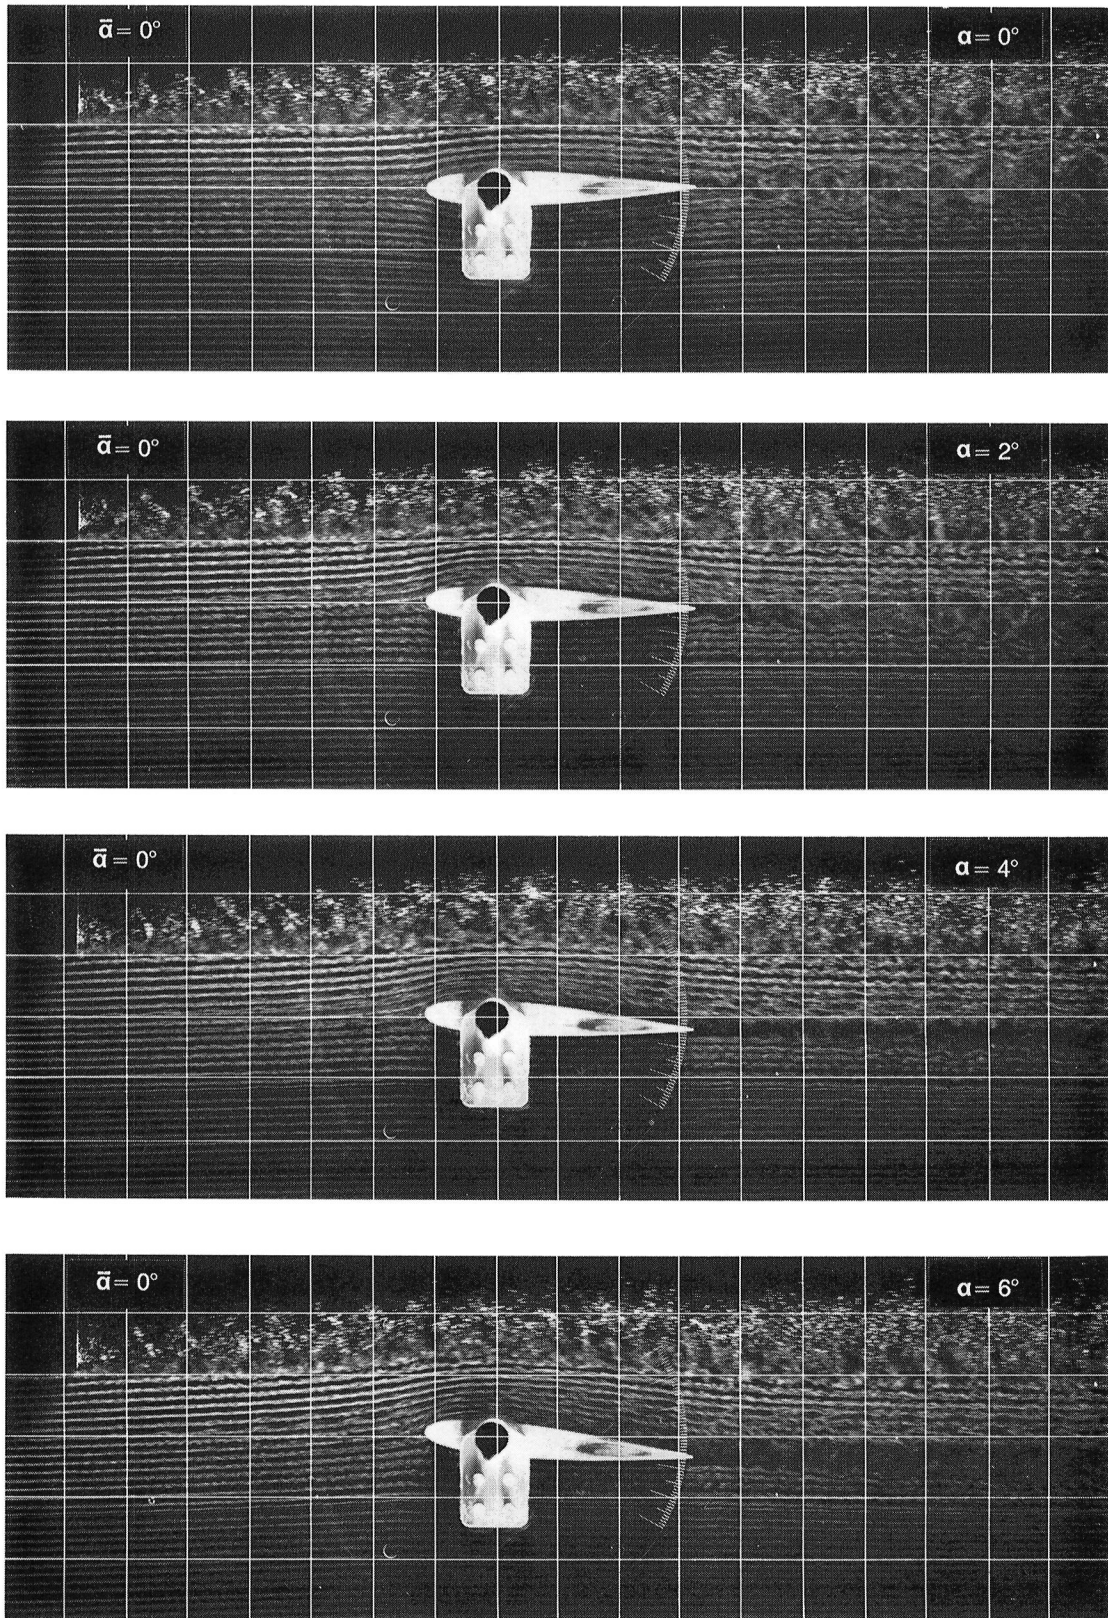 ᾱ = 0°
α = 0°
ᾱ = 0°
α = 2°
ᾱ = 0°
α = 4°
ᾱ = 0°
α = 6°